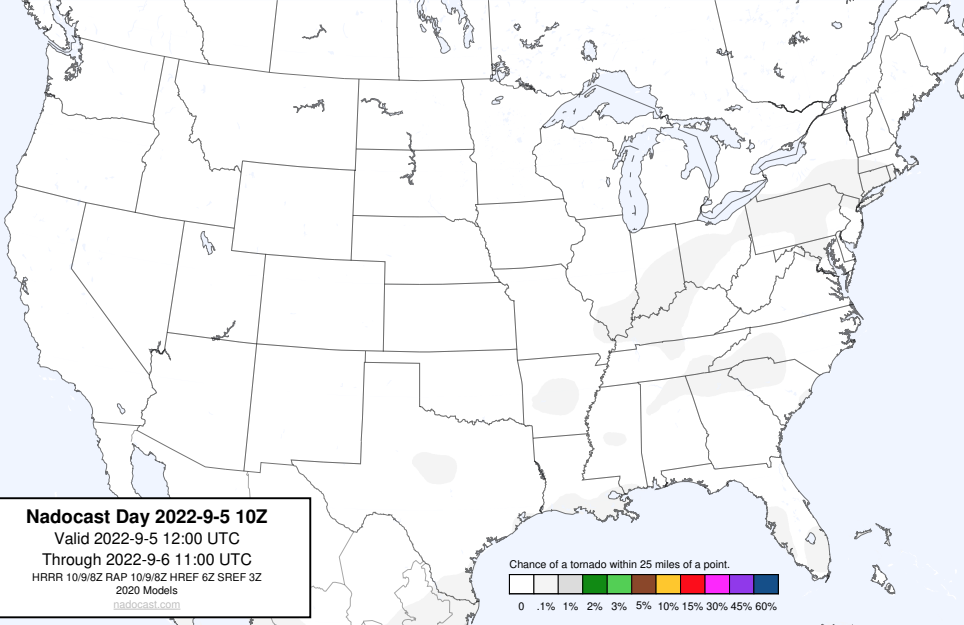 Nadocast Day 2022-9-5 10Z
Valid 2022-9-5 12:00 UTC
Through 2022-9-6 11:00 UTC
HRRR 10/9/8Z RAP 10/9/8Z HREF 6Z SREF 3Z
2020 Models
nadocast.com
Chance of a tornado within 25 miles of a point.
0 .1% 1% 2% 3% 5% 10% 15% 30% 45% 60%